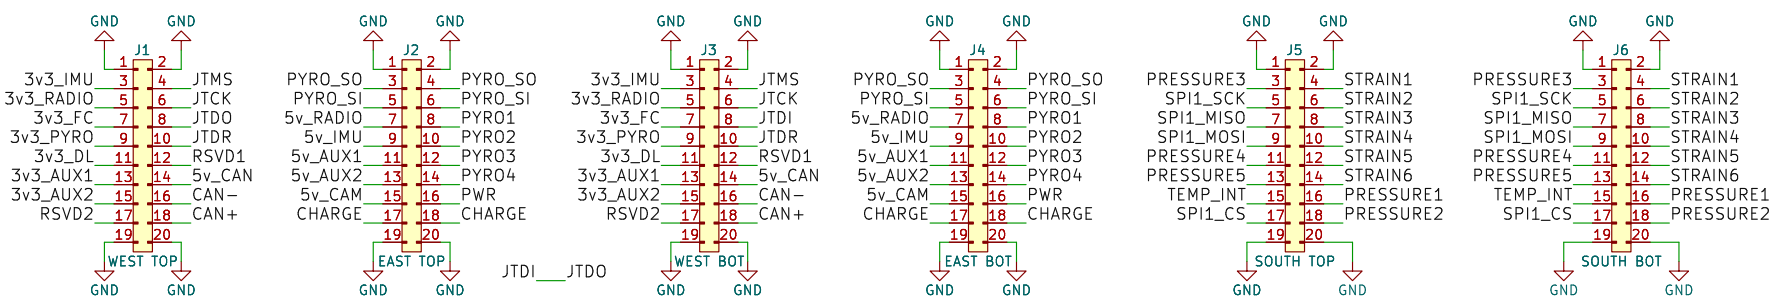 GND GND GND GND GND GND GND GND GND GND GND GND
J1 J2 J3 J4 J5 J6
1 2 1 2 1 2 1 2 1 2 1 2
3v3_IMU 3 4 JTMS PYRO_SO 3 4 PYRO_SO 3v3_IMU 3 4 JTMS PYRO_SO 3 4 PYRO_SO PRESSURE3 3 4 STRAIN1 PRESSURE3 3 4 STRAIN1
3v3_RADIO 5 6 JTCK PYRO_SI 5 6 PYRO_SI 3v3_RADIO 5 6 JTCK PYRO_SI 5 6 PYRO_SI SPI1_SCK 5 6 STRAIN2 SPI1_SCK 5 6 STRAIN2
3v3_FC 7 8 JTDO 5v_RADIO 7 8 PYRO1 3v3_FC 7 8 JTDI 5v_RADIO 7 8 PYRO1 SPI1_MISO 7 8 STRAIN3 SPI1_MISO 7 8 STRAIN3
3v3_PYRO 9 10 JTDR 5v_IMU 9 10 PYRO2 3v3_PYRO 9 10 JTDR 5v_IMU 9 10 PYRO2 SPI1_MOSI 9 10 STRAIN4 SPI1_MOSI 9 10 STRAIN4
3v3_DL 11 12 RSVD1 5v_AUX1 11 12 PYRO3 3v3_DL 11 12 RSVD1 5v_AUX1 11 12 PYRO3 PRESSURE4 11 12 STRAIN5 PRESSURE4 11 12 STRAIN5
3v3_AUX1 13 14 5v_CAN 5v_AUX2 13 14 PYRO4 3v3_AUX1 13 14 5v_CAN 5v_AUX2 13 14 PYRO4 PRESSURE5 13 14 STRAIN6 PRESSURE5 13 14 STRAIN6
3v3_AUX2 15 16 CAN- 5v_CAM 15 16 PWR 3v3_AUX2 15 16 CAN- 5v_CAM 15 16 PWR TEMP_INT 15 16 PRESSURE1 TEMP_INT 15 16 PRESSURE1
RSVD2 17 18 CAN+ CHARGE 17 18 CHARGE RSVD2 17 18 CAN+ CHARGE 17 18 CHARGE SPI1_CS 17 18 PRESSURE2 SPI1_CS 17 18 PRESSURE2
19 20 19 20 19 20 19 20 19 20 19 20
WEST TOP EAST TOP WEST BOT EAST BOT SOUTH TOP SOUTH BOT
JTDI JTDO
GND GND GND GND GND GND GND GND GND GND GND GND